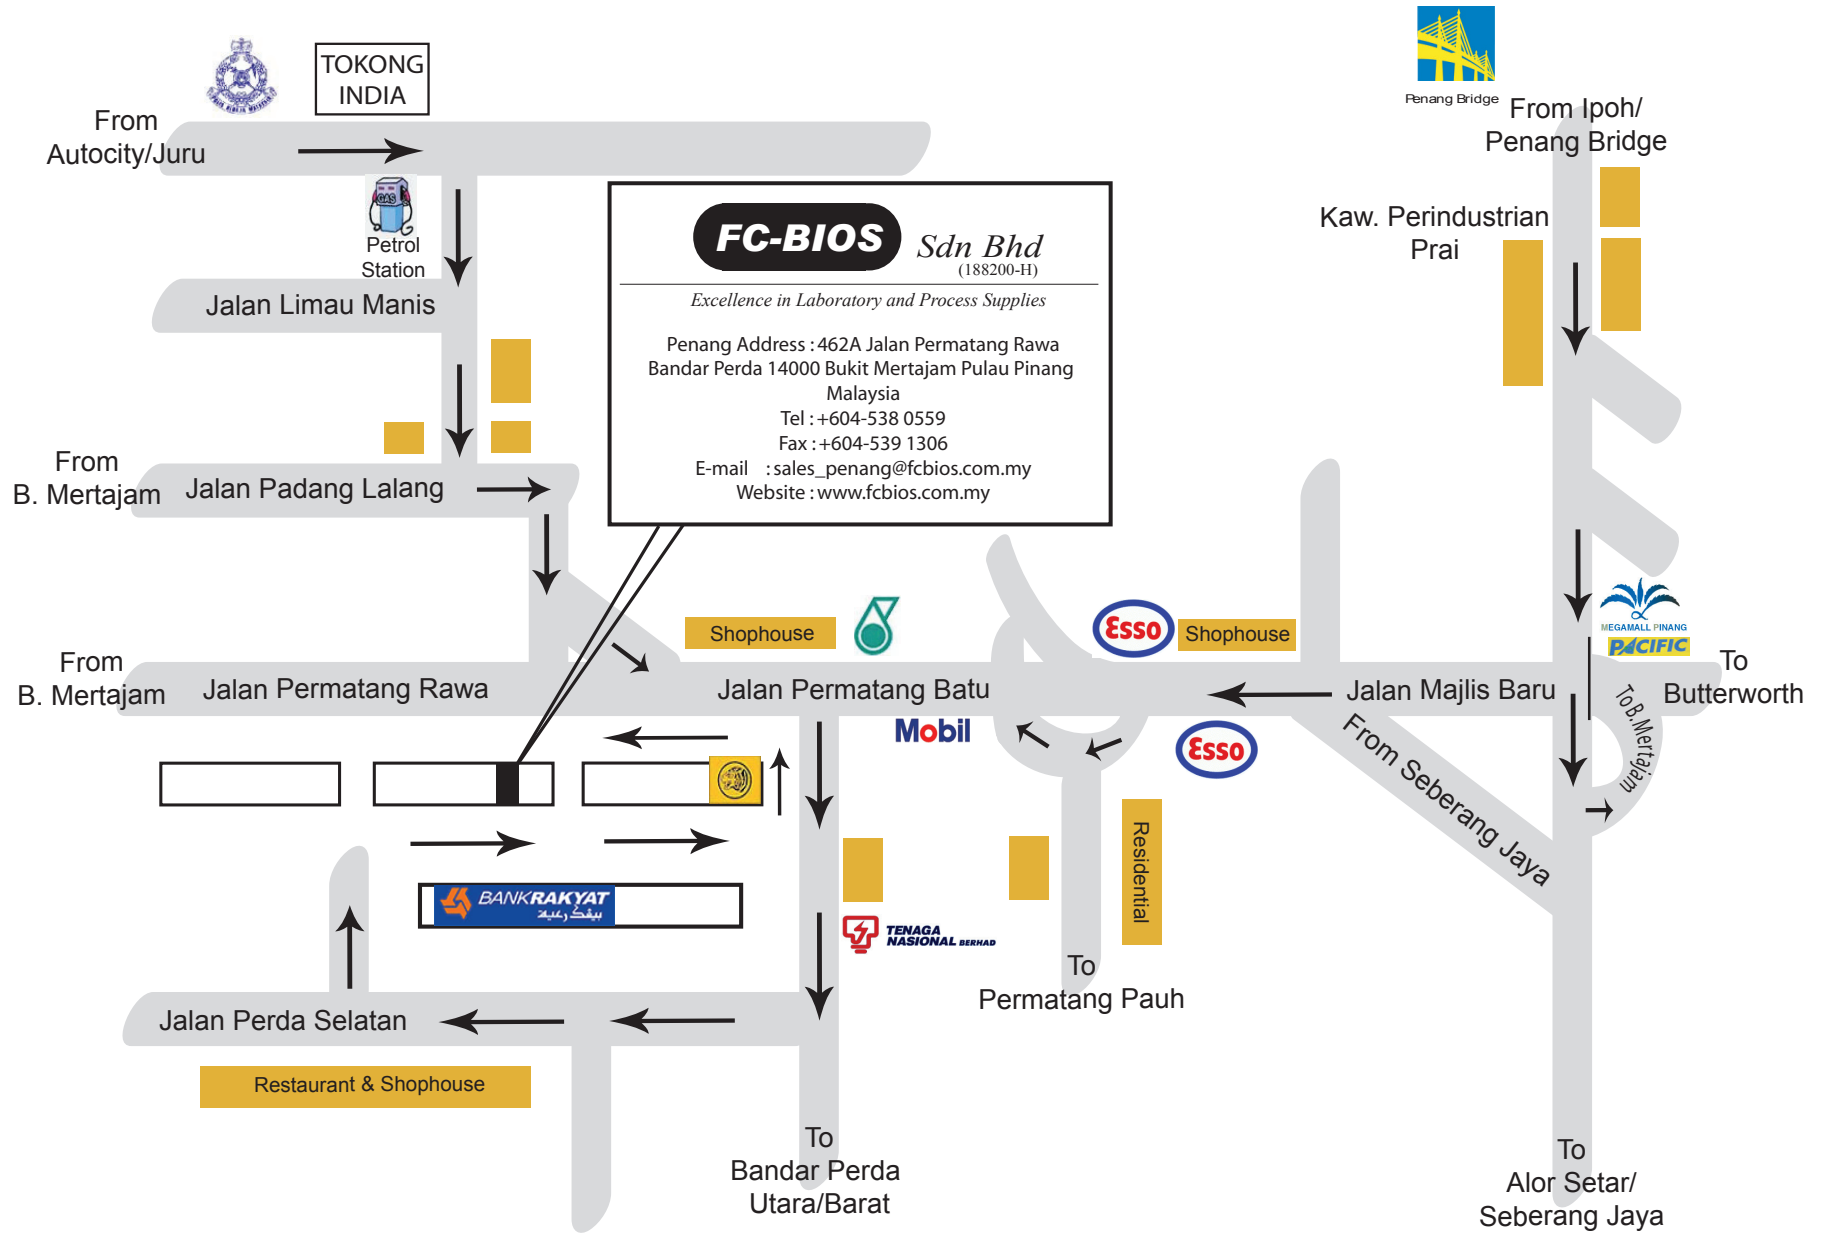 TOKONG
INDIA
From
Autocity/Juru
GAS
Petrol
Station
Jalan Limau Manis
From
B. Mertajam
Jalan Padang Lalang
FC-BIOS
Sdn Bhd
(188200-H)
Excellence in Laboratory and Process Supplies
Penang Address : 462A Jalan Permatang Rawa
Bandar Perda 14000 Bukit Mertajam Pulau Pinang
Malaysia
Tel : +604-538 0559
Fax : +604-539 1306
E-mail : sales_penang@fcbios.com.my
Website : www.fcbios.com.my
Penang Bridge
From Ipoh/
Penang Bridge
Kaw. Perindustrian
Prai
MEGAMALL PINANG
PACIFIC
To
Butterworth
To B.Mertajam
From
B. Mertajam
Jalan Permatang Rawa
Shophouse
Jalan Permatang Batu
Mobil
Esso
Shophouse
Esso
Jalan Majlis Baru
From Seberang Jaya
Residential
BANKRAKYAT
بيڠك رعية
TENAGA
NASIONAL BERHAD
To
Permatang Pauh
Jalan Perda Selatan
Restaurant & Shophouse
To
Bandar Perda
Utara/Barat
To
Alor Setar/
Seberang Jaya